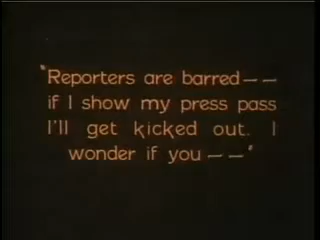 "Reporters are barred——
if I show my press pass
I'll get kicked out. I
wonder if you——"